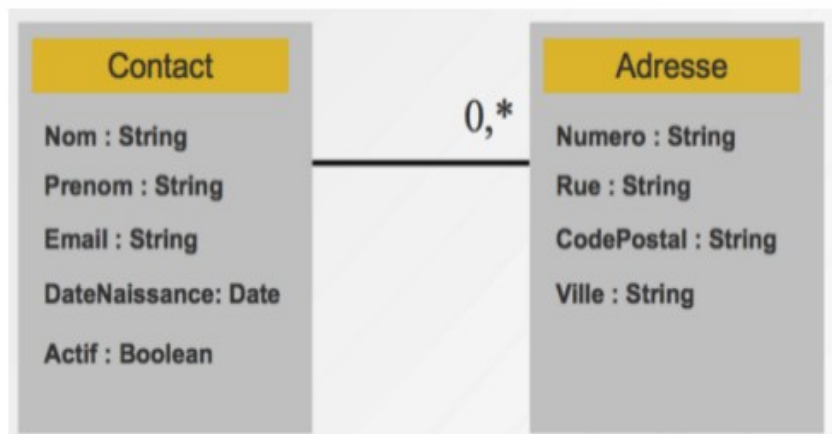 Contact
Nom : String
Prenom : String
Email : String
DateNaissance: Date
Actif : Boolean
0,*
Adresse
Numero : String
Rue : String
CodePostal : String
Ville : String